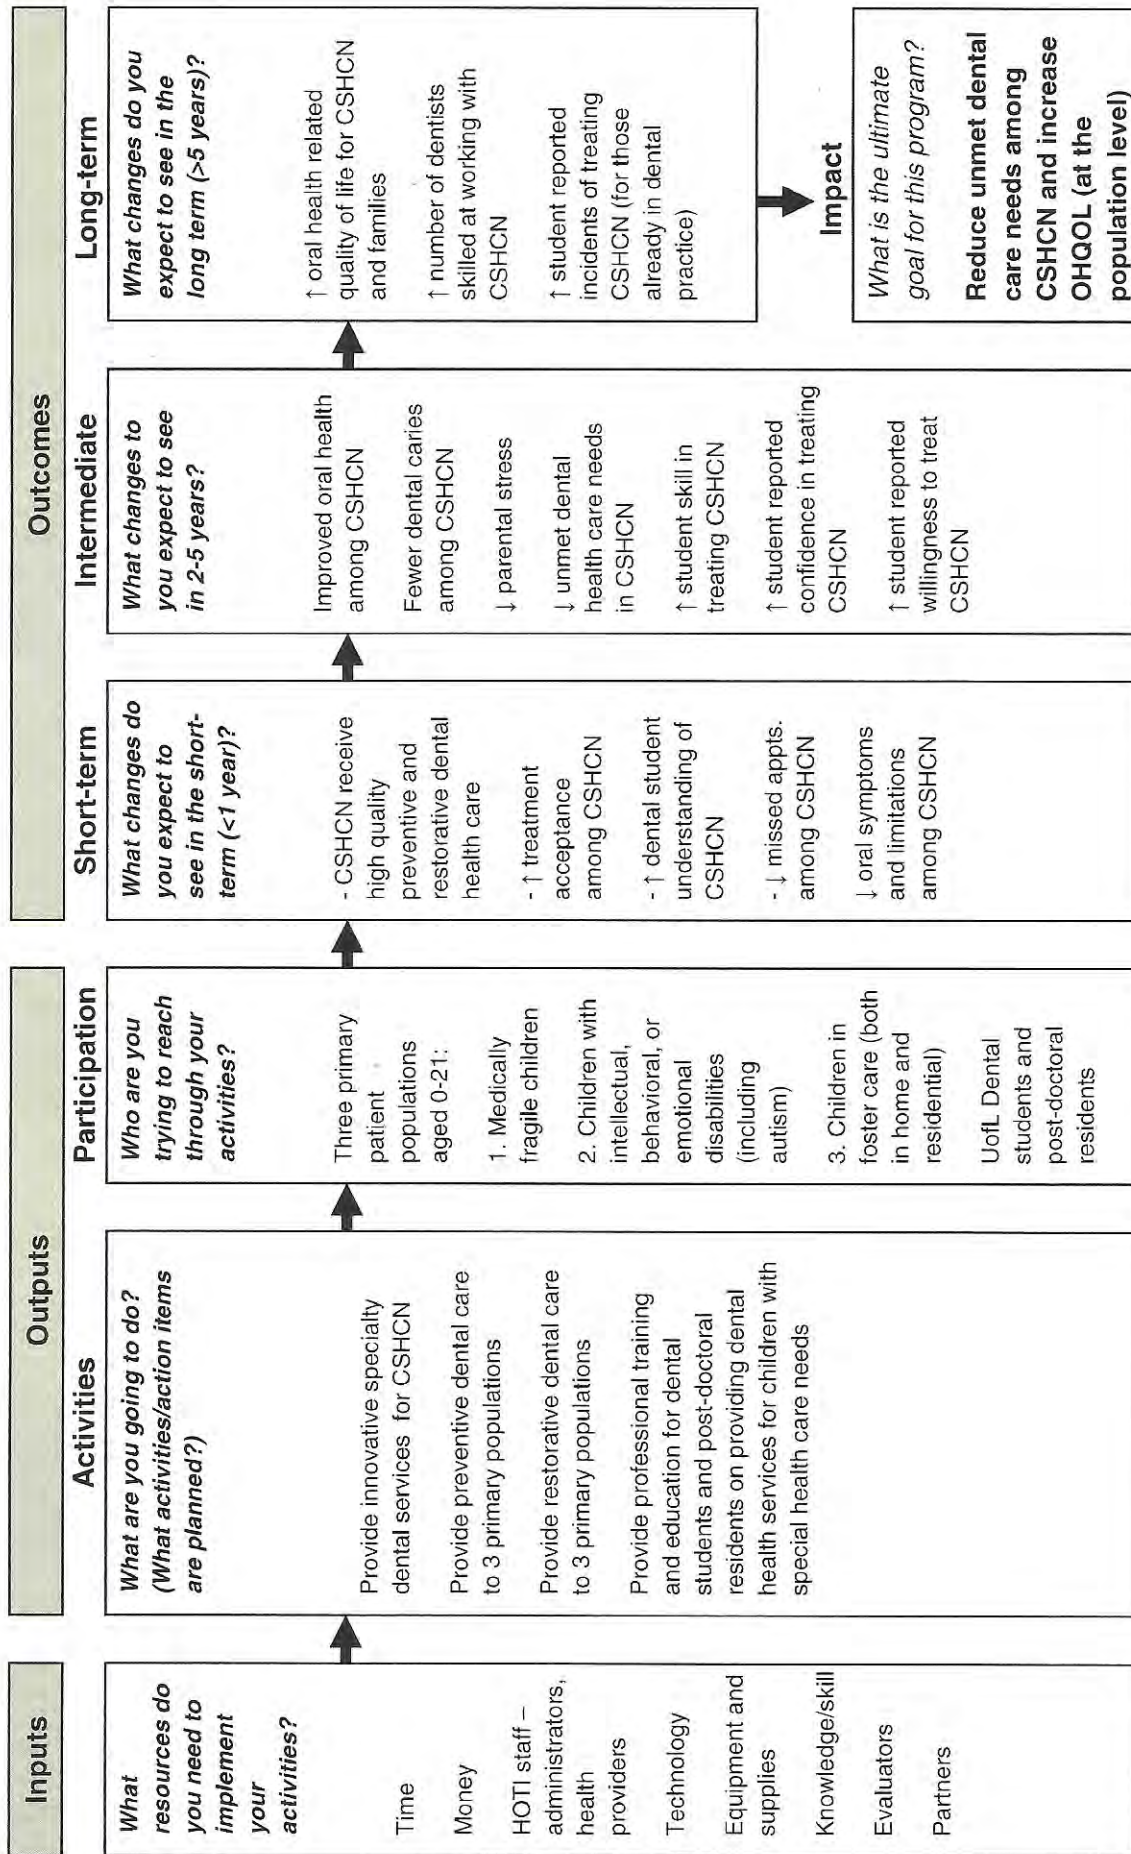 Inputs
What
resources do
you need to
implement
your
activities?
Time
Money
HOTI staff –
administrators,
health
providers
Technology
Equipment and
supplies
Knowledge/skill
Evaluators
Partners
Outputs
Activities
What are you going to do?
(What activities/action items
are planned?)
Provide innovative specialty
dental services for CSHCN
Provide preventive dental care
to 3 primary populations
Provide restorative dental care
to 3 primary populations
Provide professional training
and education for dental
students and post-doctoral
residents on providing dental
health services for children with
special health care needs
Participation
Who are you
trying to reach
through your
activities?
Three primary
patient
populations
aged 0-21:
1. Medically
fragile children
2. Children with
intellectual,
behavioral, or
emotional
disabilities
(including
autism)
3. Children in
foster care (both
in home and
residential)
UofL Dental
students and
post-doctoral
residents
Outcomes
Short-term
What changes do
you expect to
see in the short-
term (<1 year)?
- CSHCN receive
high quality
preventive and
restorative dental
health care
- ↑ treatment
acceptance
among CSHCN
- ↑ dental student
understanding of
CSHCN
- ↓ missed appts.
among CSHCN
↓ oral symptoms
and limitations
among CSHCN
Intermediate
What changes to
you expect to see
in 2-5 years?
Improved oral health
among CSHCN
Fewer dental caries
among CSHCN
↓ parental stress
↓ unmet dental
health care needs
in CSHCN
↑ student skill in
treating CSHCN
↑ student reported
confidence in treating
CSHCN
↑ student reported
willingness to treat
CSHCN
Long-term
What changes do you
expect to see in the
long term (>5 years)?
↑ oral health related
quality of life for CSHCN
and families
↑ number of dentists
skilled at working with
CSHCN
↑ student reported
incidents of treating
CSHCN (for those
already in dental
practice)
Impact
What is the ultimate
goal for this program?
Reduce unmet dental
care needs among
CSHCN and increase
OHQOL (at the
population level)